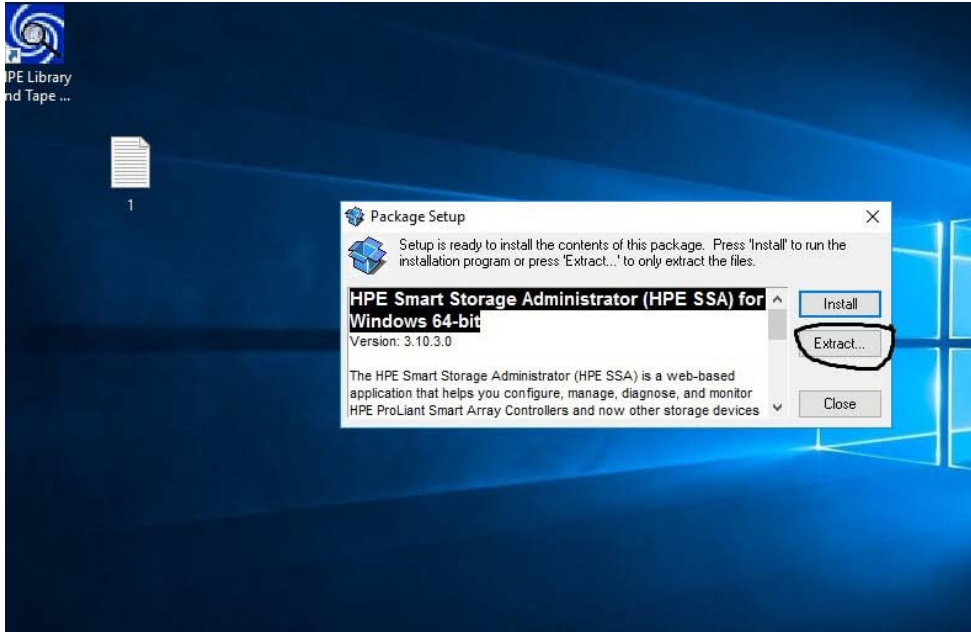 PE Library
nd Tape ...
1
Package Setup
Setup is ready to install the contents of this package. Press 'Install' to run the
installation program or press 'Extract...' to only extract the files.
HPE Smart Storage Administrator (HPE SSA) for
Windows 64-bit
Version: 3.10.3.0
The HPE Smart Storage Administrator (HPE SSA) is a web-based
application that helps you configure, manage, diagnose, and monitor
HPE ProLiant Smart Array Controllers and now other storage devices
Install
Extract...
Close